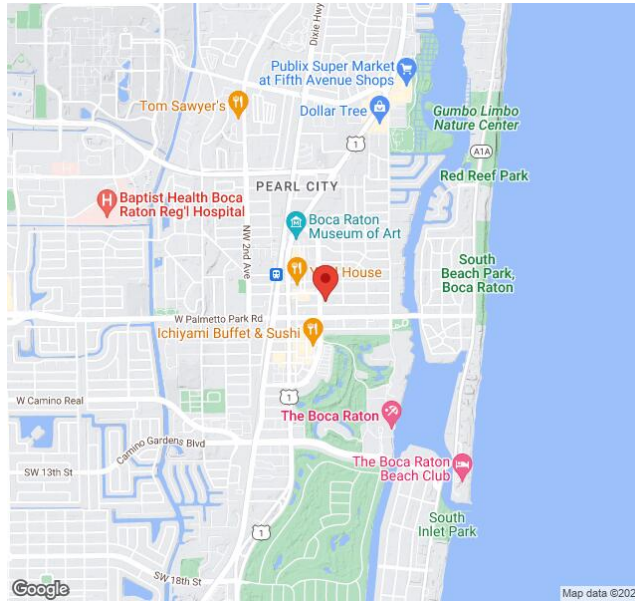 Dixie Hwy
Publix Super Market
at Fifth Avenue Shops
Tom Sawyer's
Dollar Tree
Gumbo Limbo
Nature Center
1
A1A
Red Reef Park
PEARL CITY
H
Baptist Health Boca
Raton Reg'l Hospital
NW 2nd Ave
Boca Raton
Museum of Art
South
Beach Park,
Boca Raton
House
W Palmetto Park Rd
Ichiyami Buffet & Sushi
1
W Camino Real
The Boca Raton
Camino Gardens Blvd
SW 13th St
The Boca Raton
Beach Club
South
Inlet Park
1
SW 18th St
Google
Map data ©202